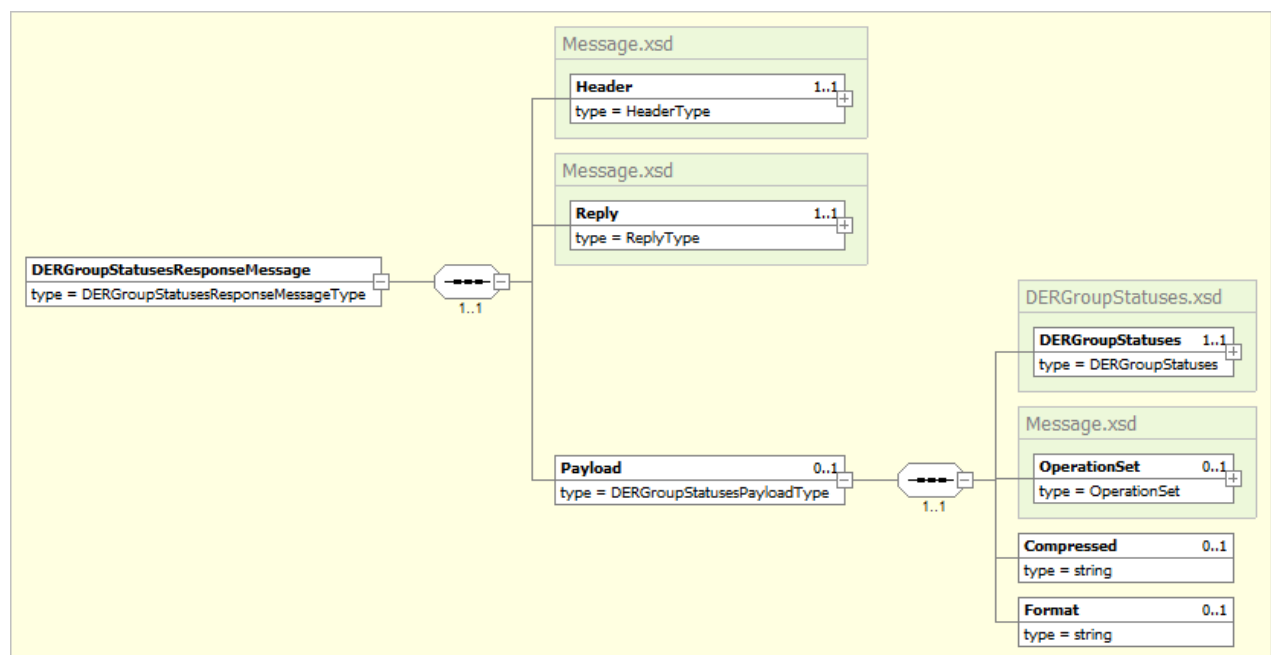 Message.xsd
Header 1..1
type = HeaderType
Message.xsd
Reply 1..1
type = ReplyType
DERGroupStatusesResponseMessage
type = DERGroupStatusesResponseMessageType
1..1
DERGroupStatuses.xsd
DERGroupStatuses 1..1
type = DERGroupStatuses
Message.xsd
OperationSet 0..1
type = OperationSet
Payload 0..1
type = DERGroupStatusesPayloadType
1..1
Compressed 0..1
type = string
Format 0..1
type = string